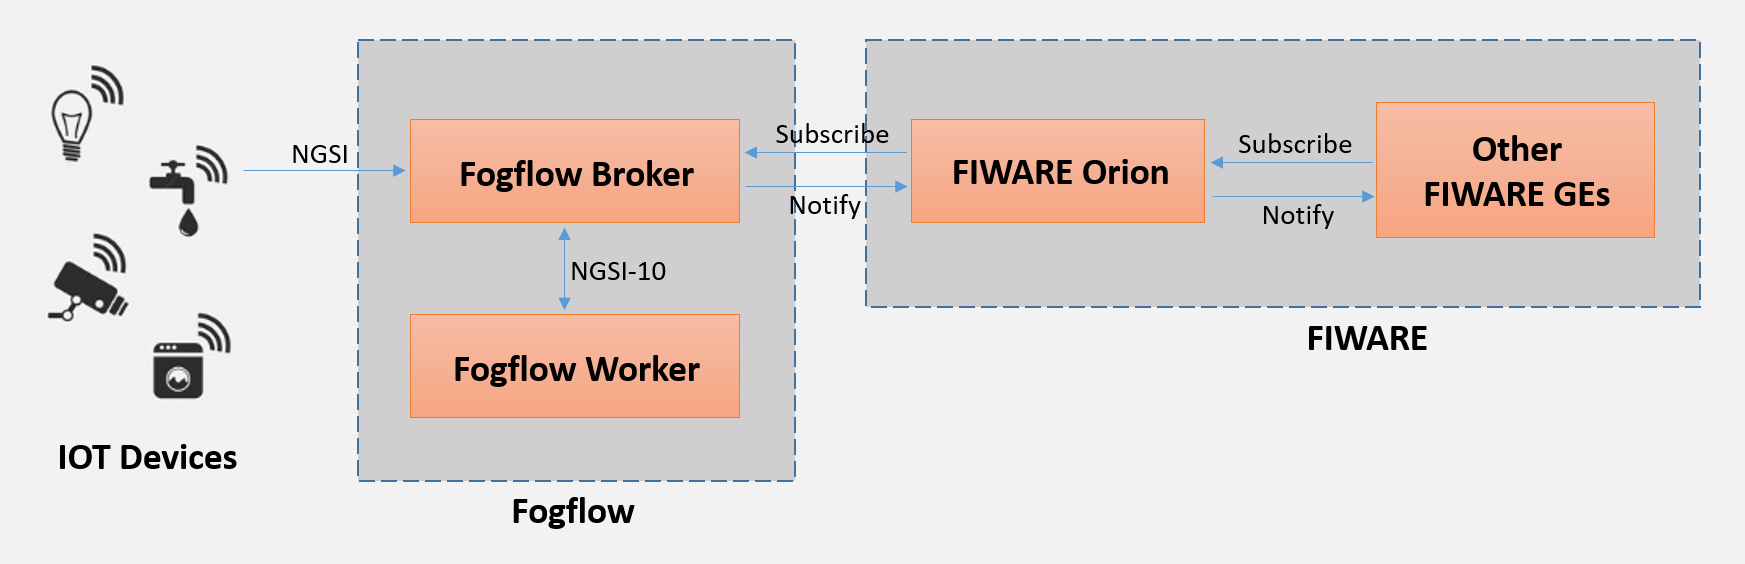 NGSI
Fogflow Broker
Subscribe
Notify
FIWARE Orion
Subscribe
Notify
Other
FIWARE GEs
NGSI-10
Fogflow Worker
FIWARE
IOT Devices
Fogflow